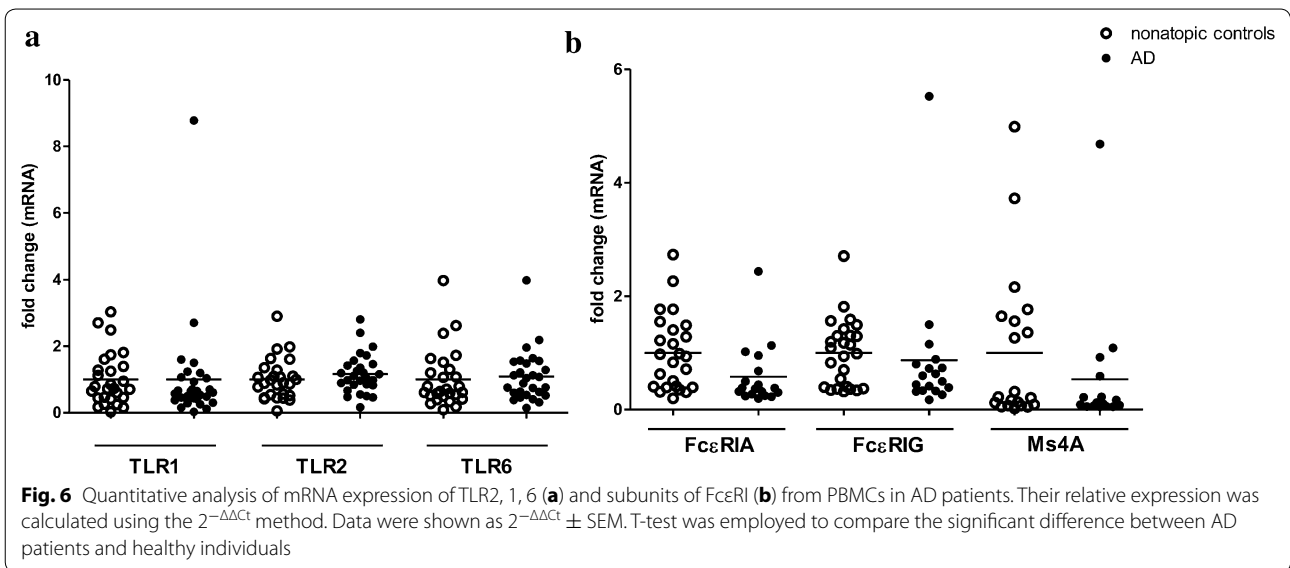 a
b
nonatopic controls
AD
fold change (mRNA)
10
8
6
4
2
0
TLR1
TLR2
TLR6
fold change (mRNA)
6
4
2
0
FcεRIA
FcεRIG
Ms4A
Fig. 6 Quantitative analysis of mRNA expression of TLR2, 1, 6 (a) and subunits of FcεRI (b) from PBMCs in AD patients. Their relative expression was
calculated using the 2−ΔΔCt method. Data were shown as 2−ΔΔCt ± SEM. T-test was employed to compare the significant difference between AD
patients and healthy individuals